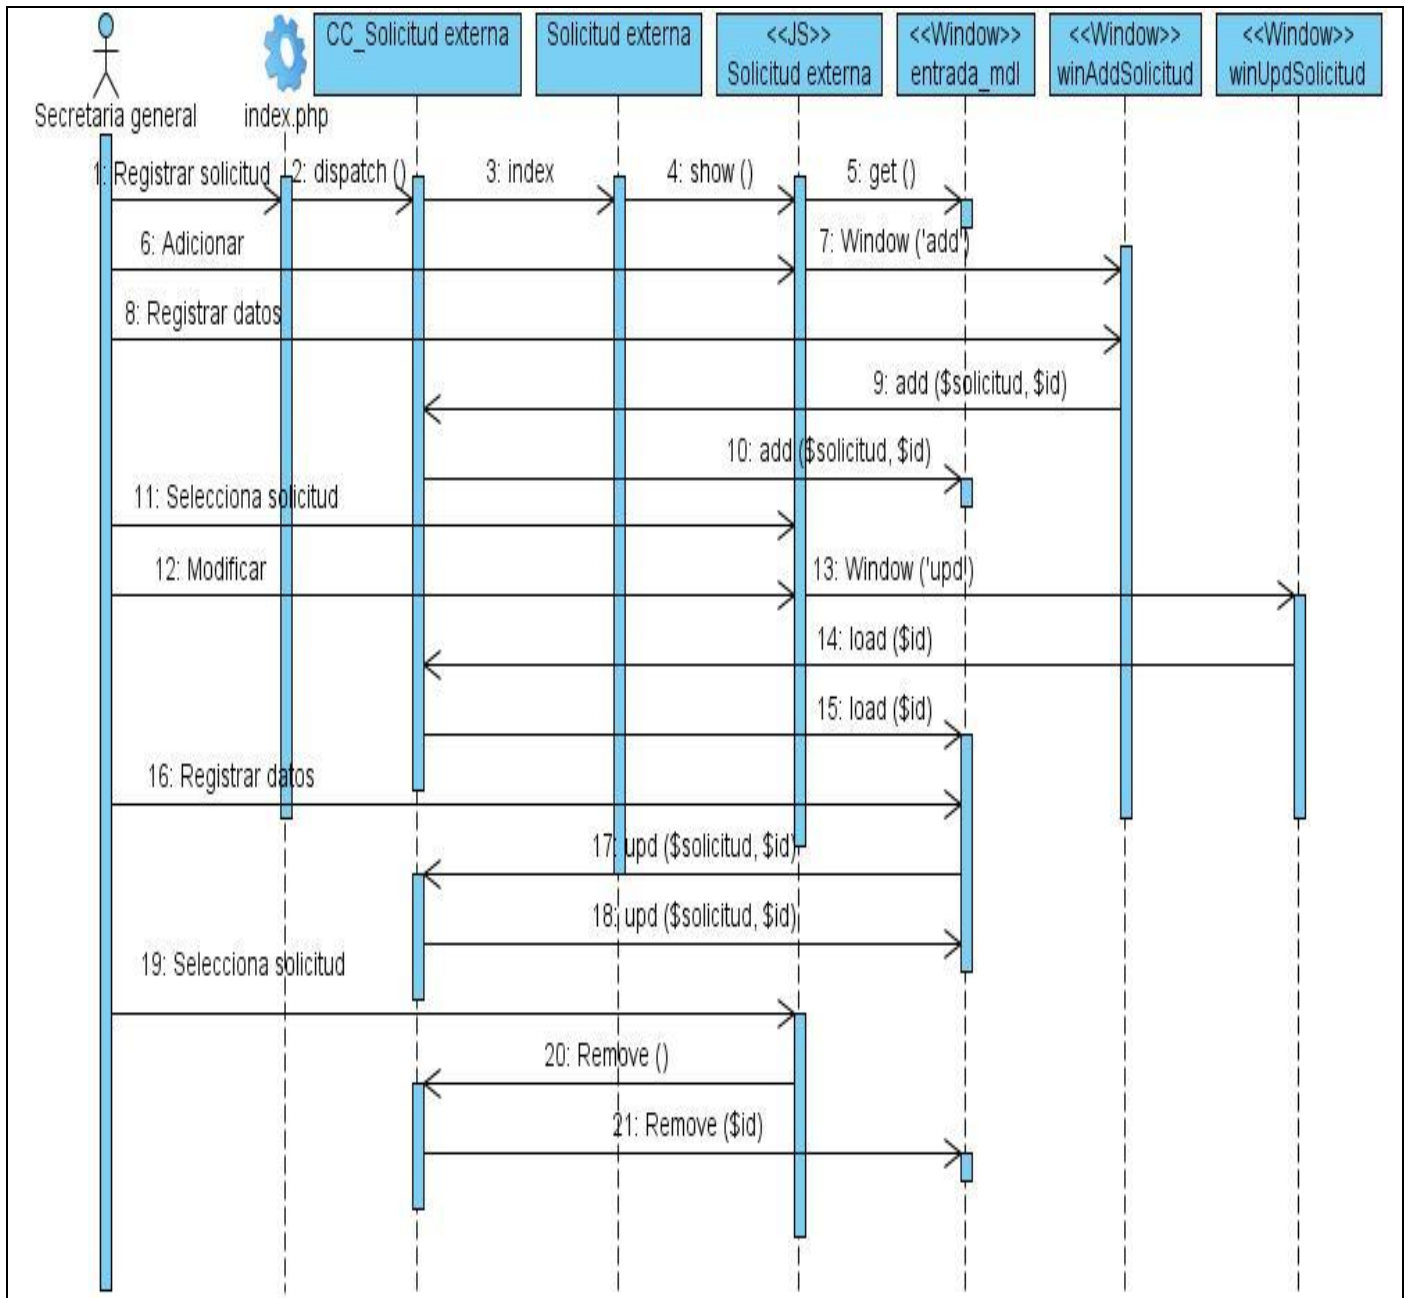 CC_Solicitud externa
Solicitud externa
<<JS>>
Solicitud externa
<<Window>>
entrada_mdl
<<Window>>
winAddSolicitud
<<Window>>
winUpdSolicitud
Secretaria general
index.php
1: Registrar solicitud
2: dispatch ()
3: index
4: show ()
5: get ()
6: Adicionar
7: Window ('add')
8: Registrar datos
9: add ($solicitud, $id)
10: add ($solicitud, $id)
11: Selecciona solicitud
12: Modificar
13: Window ('upd')
14: load ($id)
15: load ($id)
16: Registrar datos
17: upd ($solicitud, $id)
18: upd ($solicitud, $id)
19: Selecciona solicitud
20: Remove ()
21: Remove ($id)